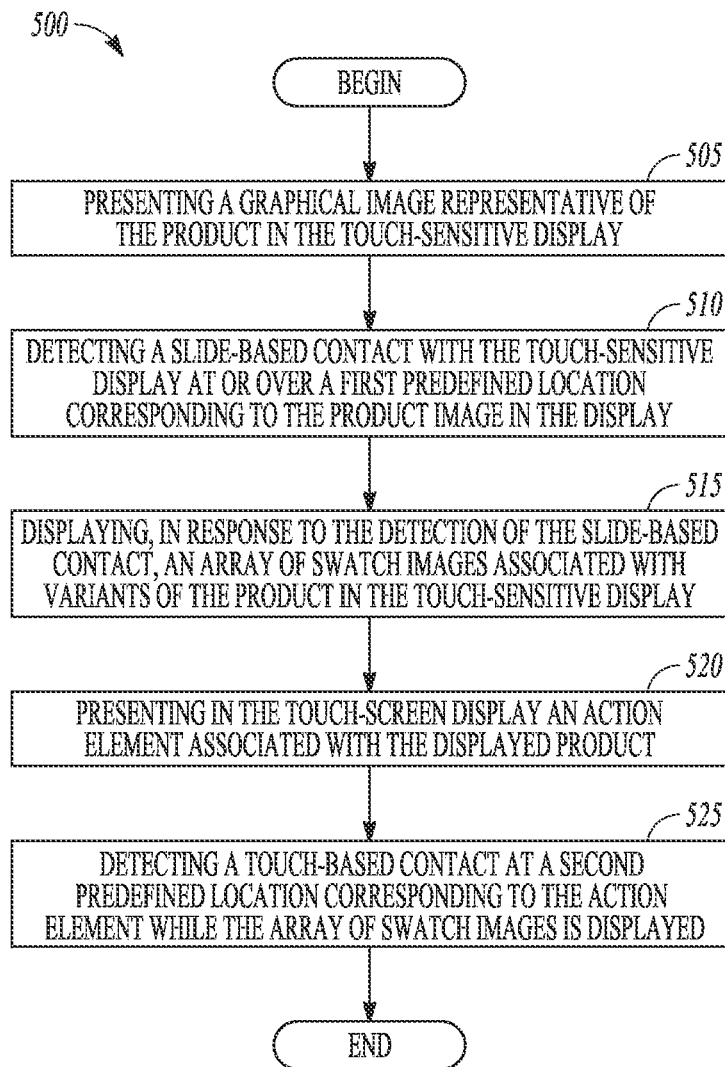 500
BEGIN
505
PRESENTING A GRAPHICAL IMAGE REPRESENTATIVE OF
THE PRODUCT IN THE TOUCH-SENSITIVE DISPLAY
510
DETECTING A SLIDE-BASED CONTACT WITH THE TOUCH-SENSITIVE
DISPLAY AT OR OVER A FIRST PREDEFINED LOCATION
CORRESPONDING TO THE PRODUCT IMAGE IN THE DISPLAY
515
DISPLAYING, IN RESPONSE TO THE DETECTION OF THE SLIDE-BASED
CONTACT, AN ARRAY OF SWATCH IMAGES ASSOCIATED WITH
VARIANTS OF THE PRODUCT IN THE TOUCH-SENSITIVE DISPLAY
520
PRESENTING IN THE TOUCH-SCREEN DISPLAY AN ACTION
ELEMENT ASSOCIATED WITH THE DISPLAYED PRODUCT
525
DETECTING A TOUCH-BASED CONTACT AT A SECOND
PREDEFINED LOCATION CORRESPONDING TO THE ACTION
ELEMENT WHILE THE ARRAY OF SWATCH IMAGES IS DISPLAYED
END